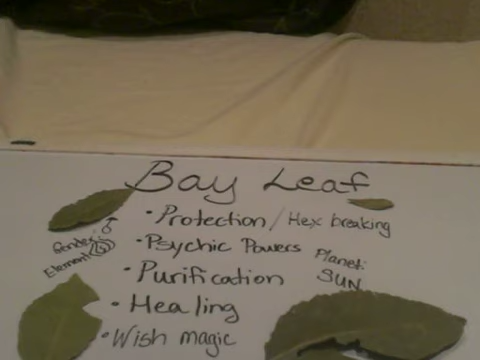 Bay Leaf
• Protection / Hex breaking
Gender: ♂
• Psychic Powers
Planet:
SUN
Element:
• Purification
• Healing
• Wish magic